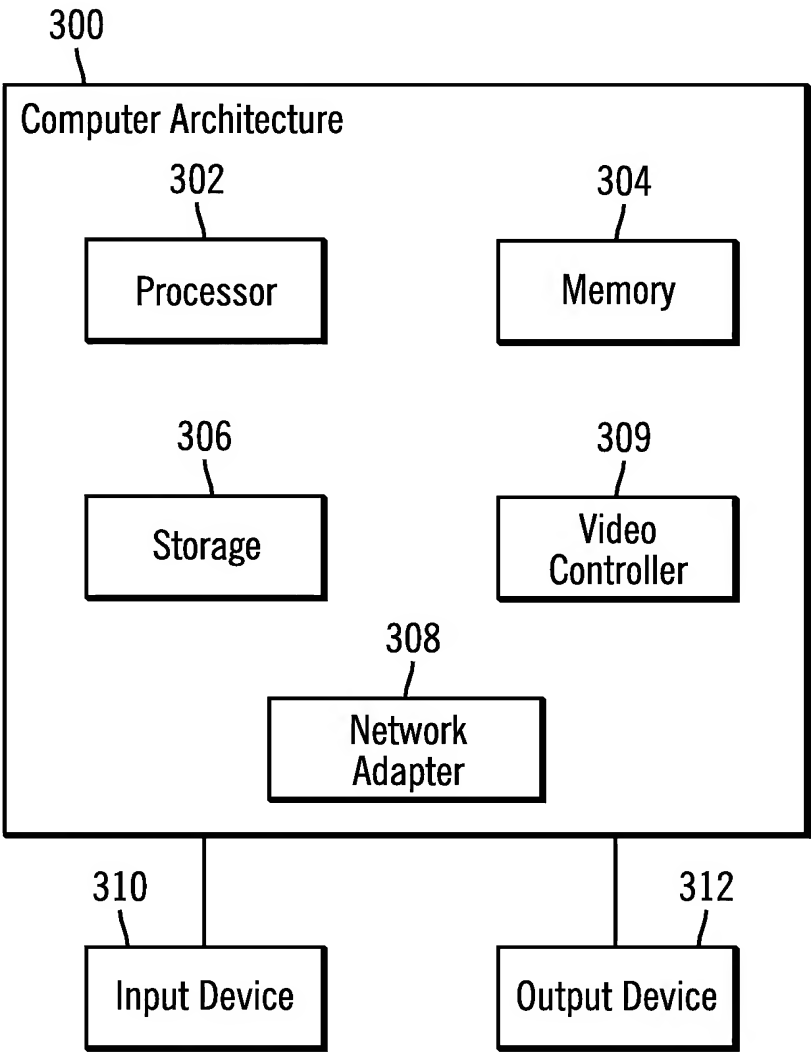 300
Computer Architecture
302
304
Processor
Memory
306
309
Storage
Video
Controller
308
Network
Adapter
310
312
Input Device
Output Device